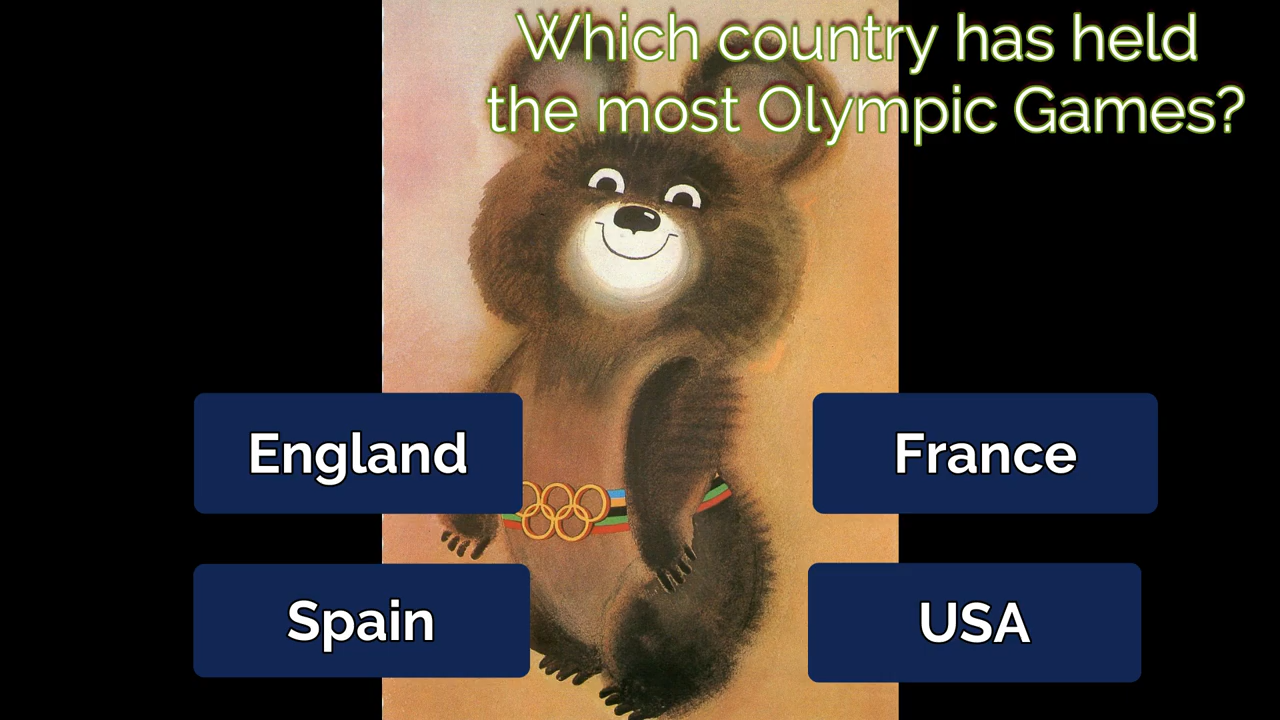 Which country has held
the most Olympic Games?
England
France
Spain
USA